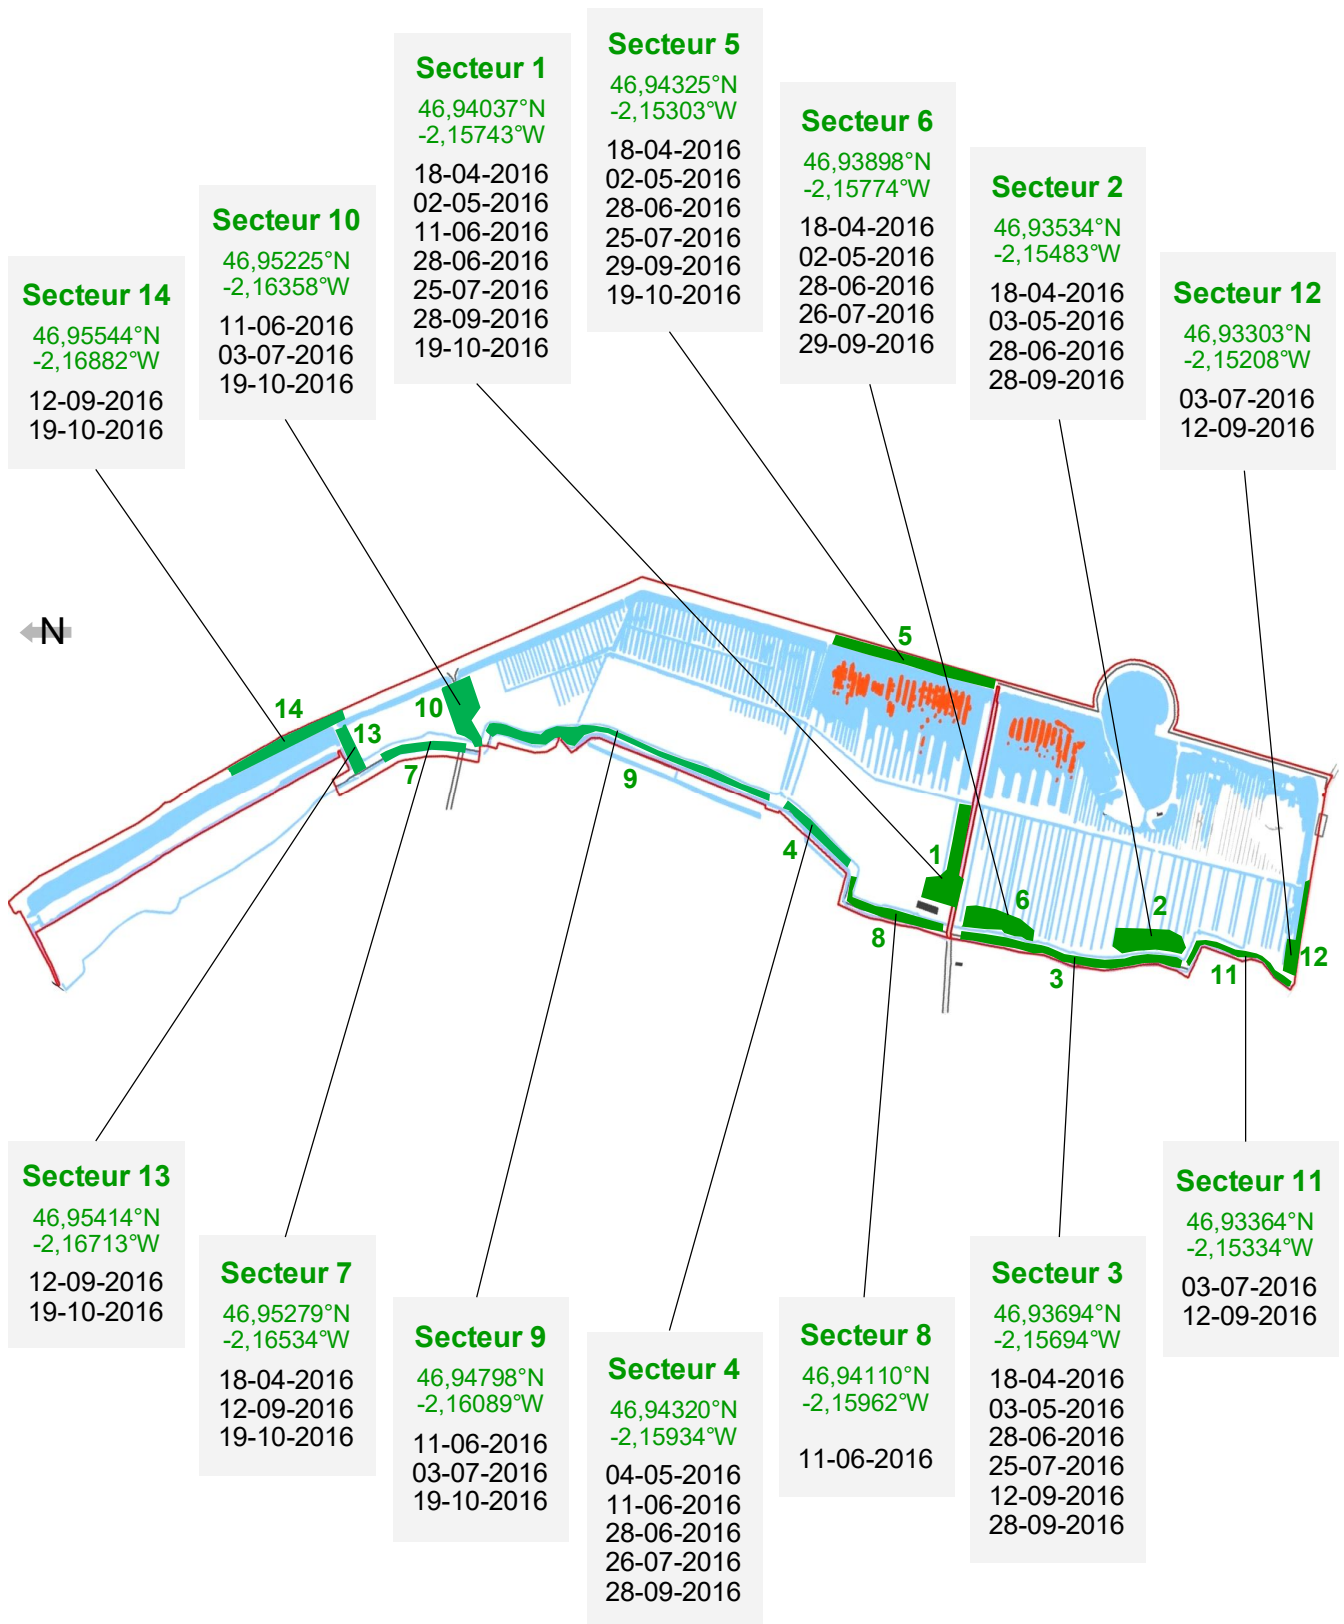 Secteur 5
46,94325°N
-2,15303°W
18-04-2016
02-05-2016
28-06-2016
25-07-2016
29-09-2016
19-10-2016
Secteur 1
46,94037°N
-2,15743°W
18-04-2016
02-05-2016
11-06-2016
28-06-2016
25-07-2016
28-09-2016
19-10-2016
Secteur 6
46,93898°N
-2,15774°W
18-04-2016
02-05-2016
28-06-2016
26-07-2016
29-09-2016
Secteur 2
46,93534°N
-2,15483°W
18-04-2016
03-05-2016
28-06-2016
28-09-2016
Secteur 10
46,95225°N
-2,16358°W
11-06-2016
03-07-2016
19-10-2016
Secteur 14
46,95544°N
-2,16882°W
12-09-2016
19-10-2016
Secteur 12
46,93303°N
-2,15208°W
03-07-2016
12-09-2016
N
5
14
10
13
7
9
4
1
6
2
8
3
11
12
Secteur 13
46,95414°N
-2,16713°W
12-09-2016
19-10-2016
Secteur 7
46,95279°N
-2,16534°W
18-04-2016
12-09-2016
19-10-2016
Secteur 9
46,94798°N
-2,16089°W
11-06-2016
03-07-2016
19-10-2016
Secteur 4
46,94320°N
-2,15934°W
04-05-2016
11-06-2016
28-06-2016
26-07-2016
28-09-2016
Secteur 8
46,94110°N
-2,15962°W
11-06-2016
Secteur 3
46,93694°N
-2,15694°W
18-04-2016
03-05-2016
28-06-2016
25-07-2016
12-09-2016
28-09-2016
Secteur 11
46,93364°N
-2,15334°W
03-07-2016
12-09-2016